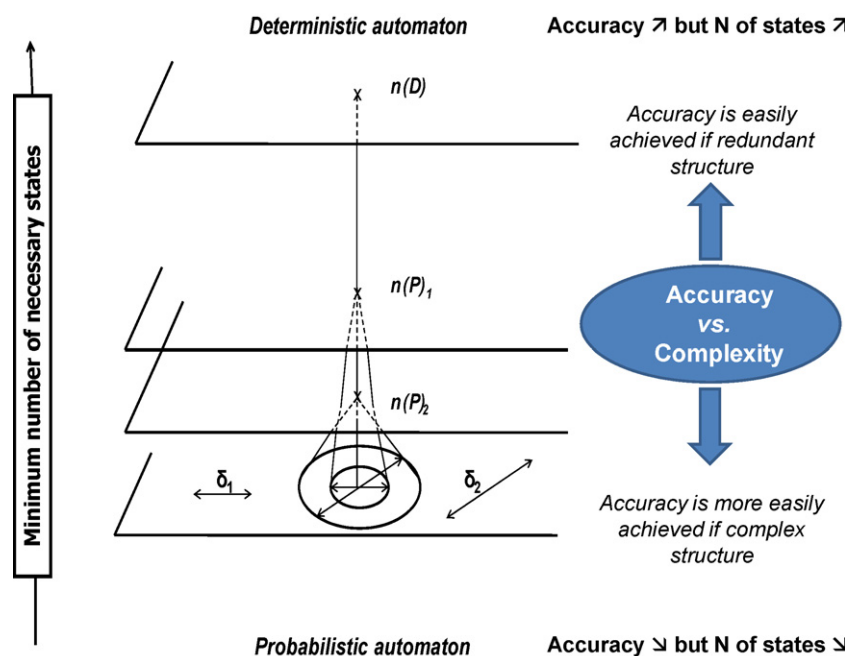 Deterministic automaton
Accuracy ↗ but N of states ↗
n(D)
Accuracy is easily
achieved if redundant
structure
Minimum number of necessary states
n(P)₁
Accuracy
vs.
Complexity
n(P)₂
δ₁
δ₂
Accuracy is more easily
achieved if complex
structure
Probabilistic automaton
Accuracy ↘ but N of states ↘